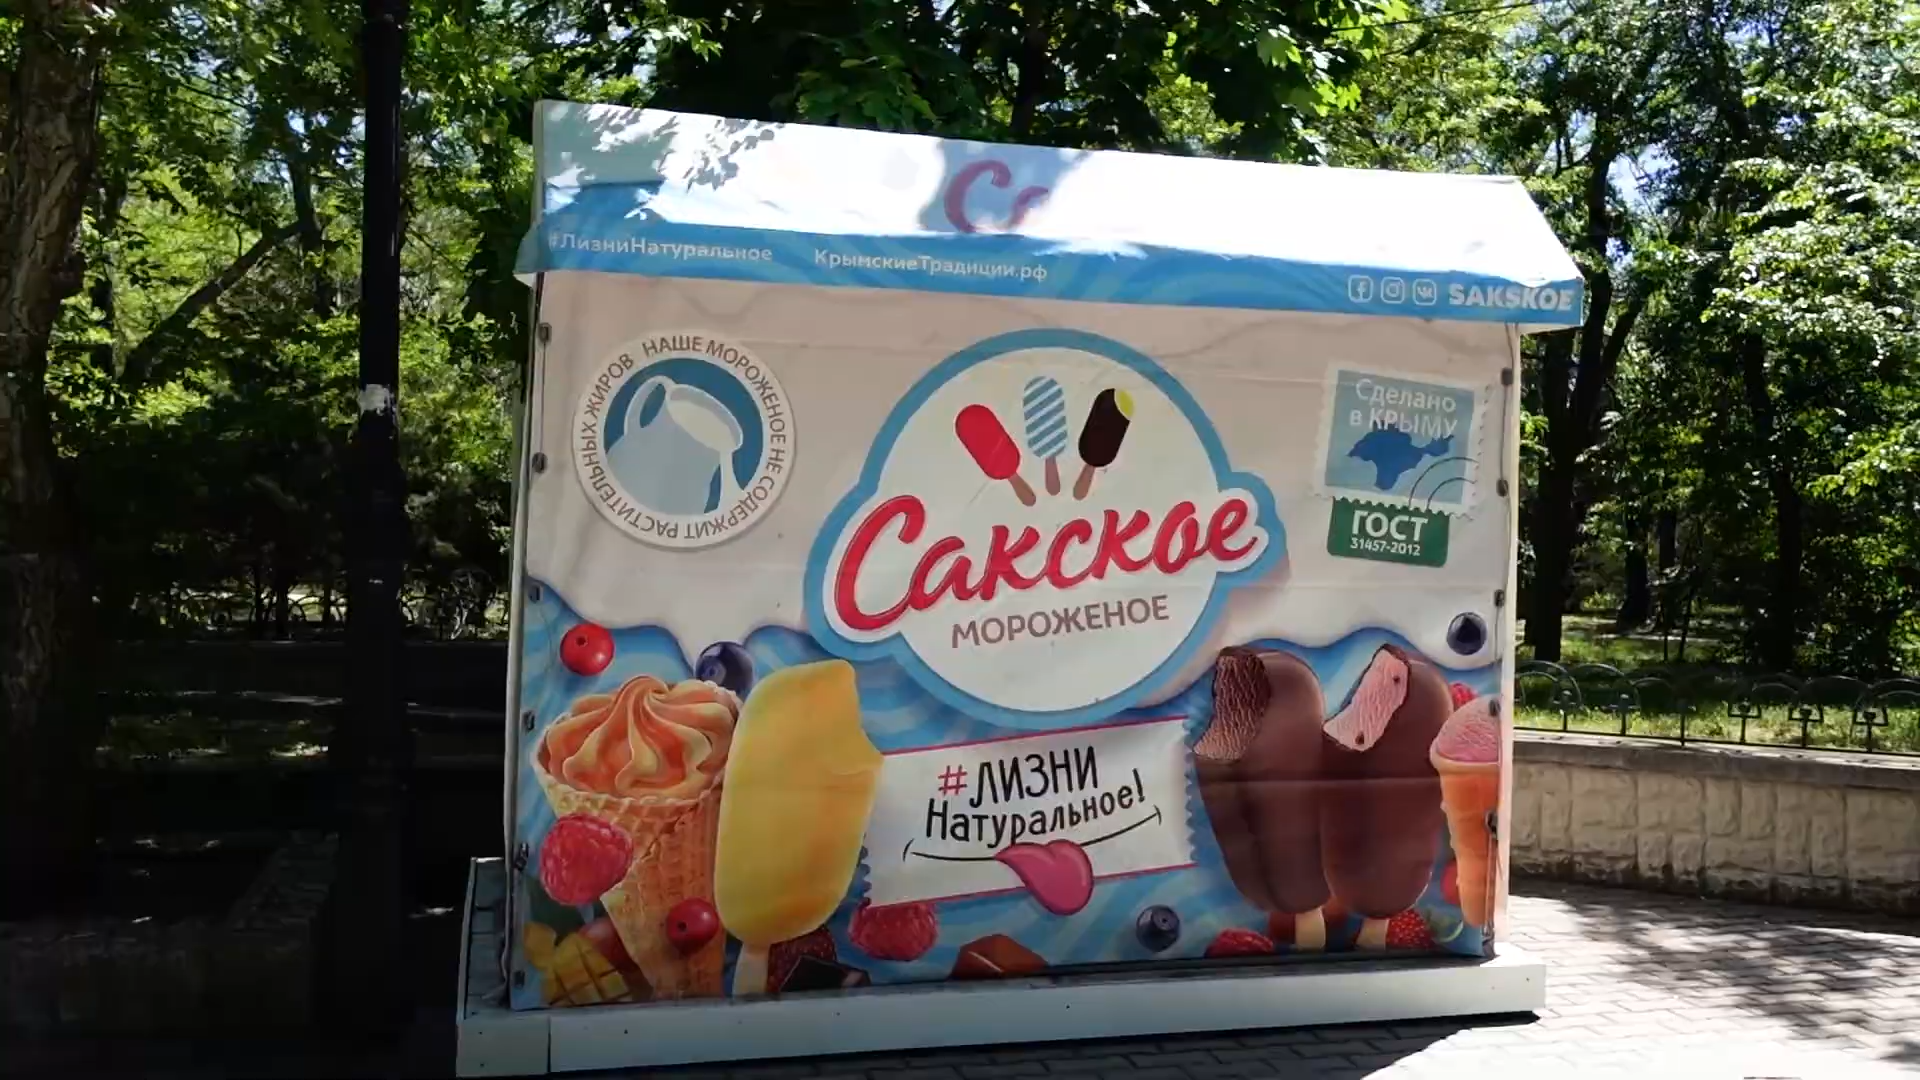 #ЛизниНатуральное КрымскиеТрадиции.рф
SAKSKOE
НАШЕ МОРОЖЕНОЕ НЕ СОДЕРЖИТ РАСТИТЕЛЬНЫХ ЖИРОВ
Сакское
МОРОЖЕНОЕ
Сделано
в КРЫМУ
ГОСТ
31457-2012
#ЛИЗНИ
Натуральное!